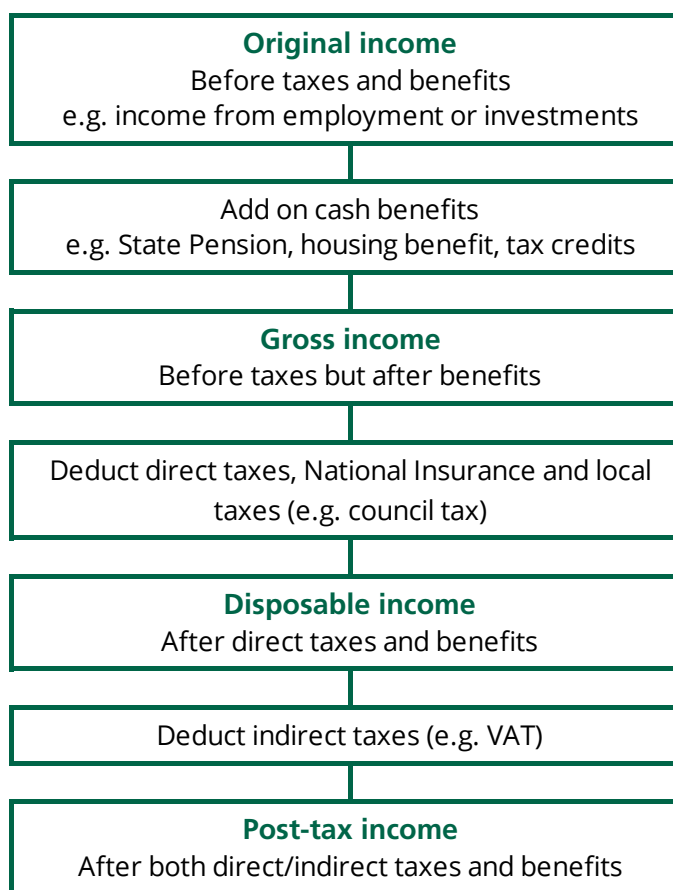 Original income
Before taxes and benefits
e.g. income from employment or investments
Add on cash benefits
e.g. State Pension, housing benefit, tax credits
Gross income
Before taxes but after benefits
Deduct direct taxes, National Insurance and local
taxes (e.g. council tax)
Disposable income
After direct taxes and benefits
Deduct indirect taxes (e.g. VAT)
Post-tax income
After both direct/indirect taxes and benefits